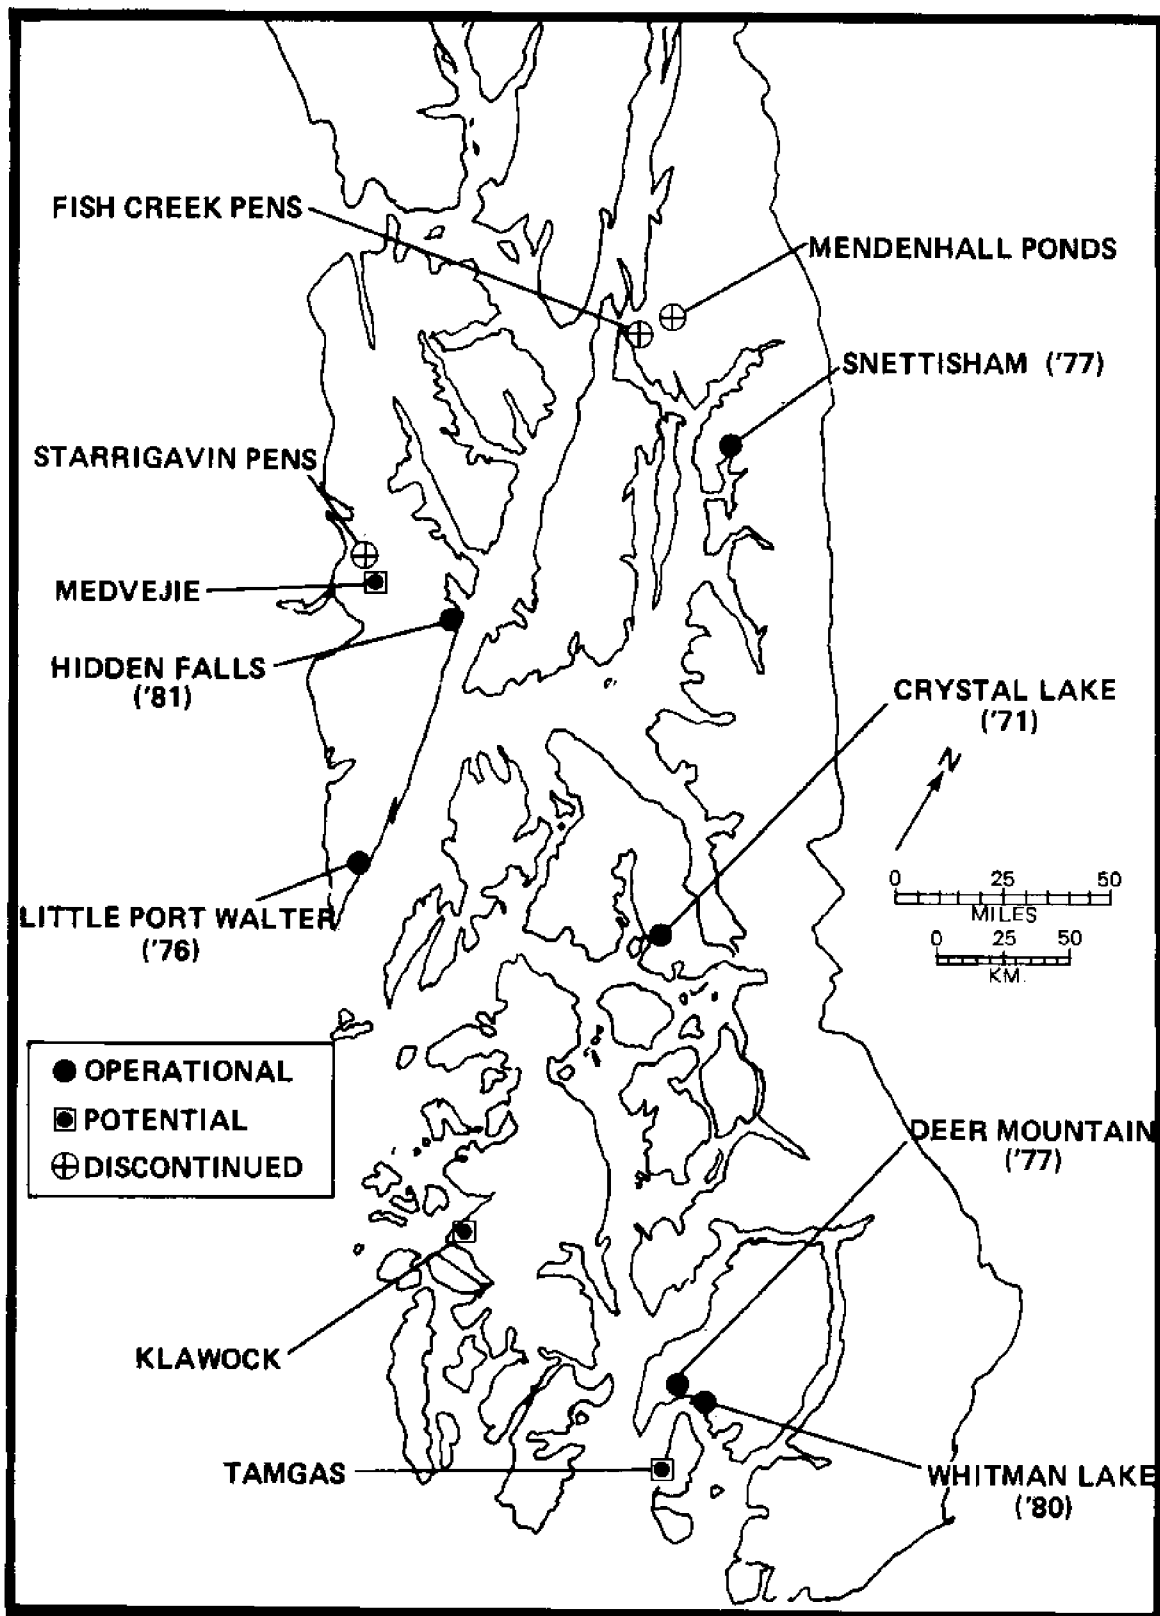 FISH CREEK PENS
MENDENHALL PONDS
SNETTISHAM ('77)
STARRIGAVIN PENS
MEDVEJIE
HIDDEN FALLS
('81)
CRYSTAL LAKE
('71)
N
0 25 50
MILES
0 25 50
KM.
LITTLE PORT WALTER
('76)
OPERATIONAL
POTENTIAL
DISCONTINUED
DEER MOUNTAIN
('77)
KLAWOCK
TAMGAS
WHITMAN LAKE
('80)